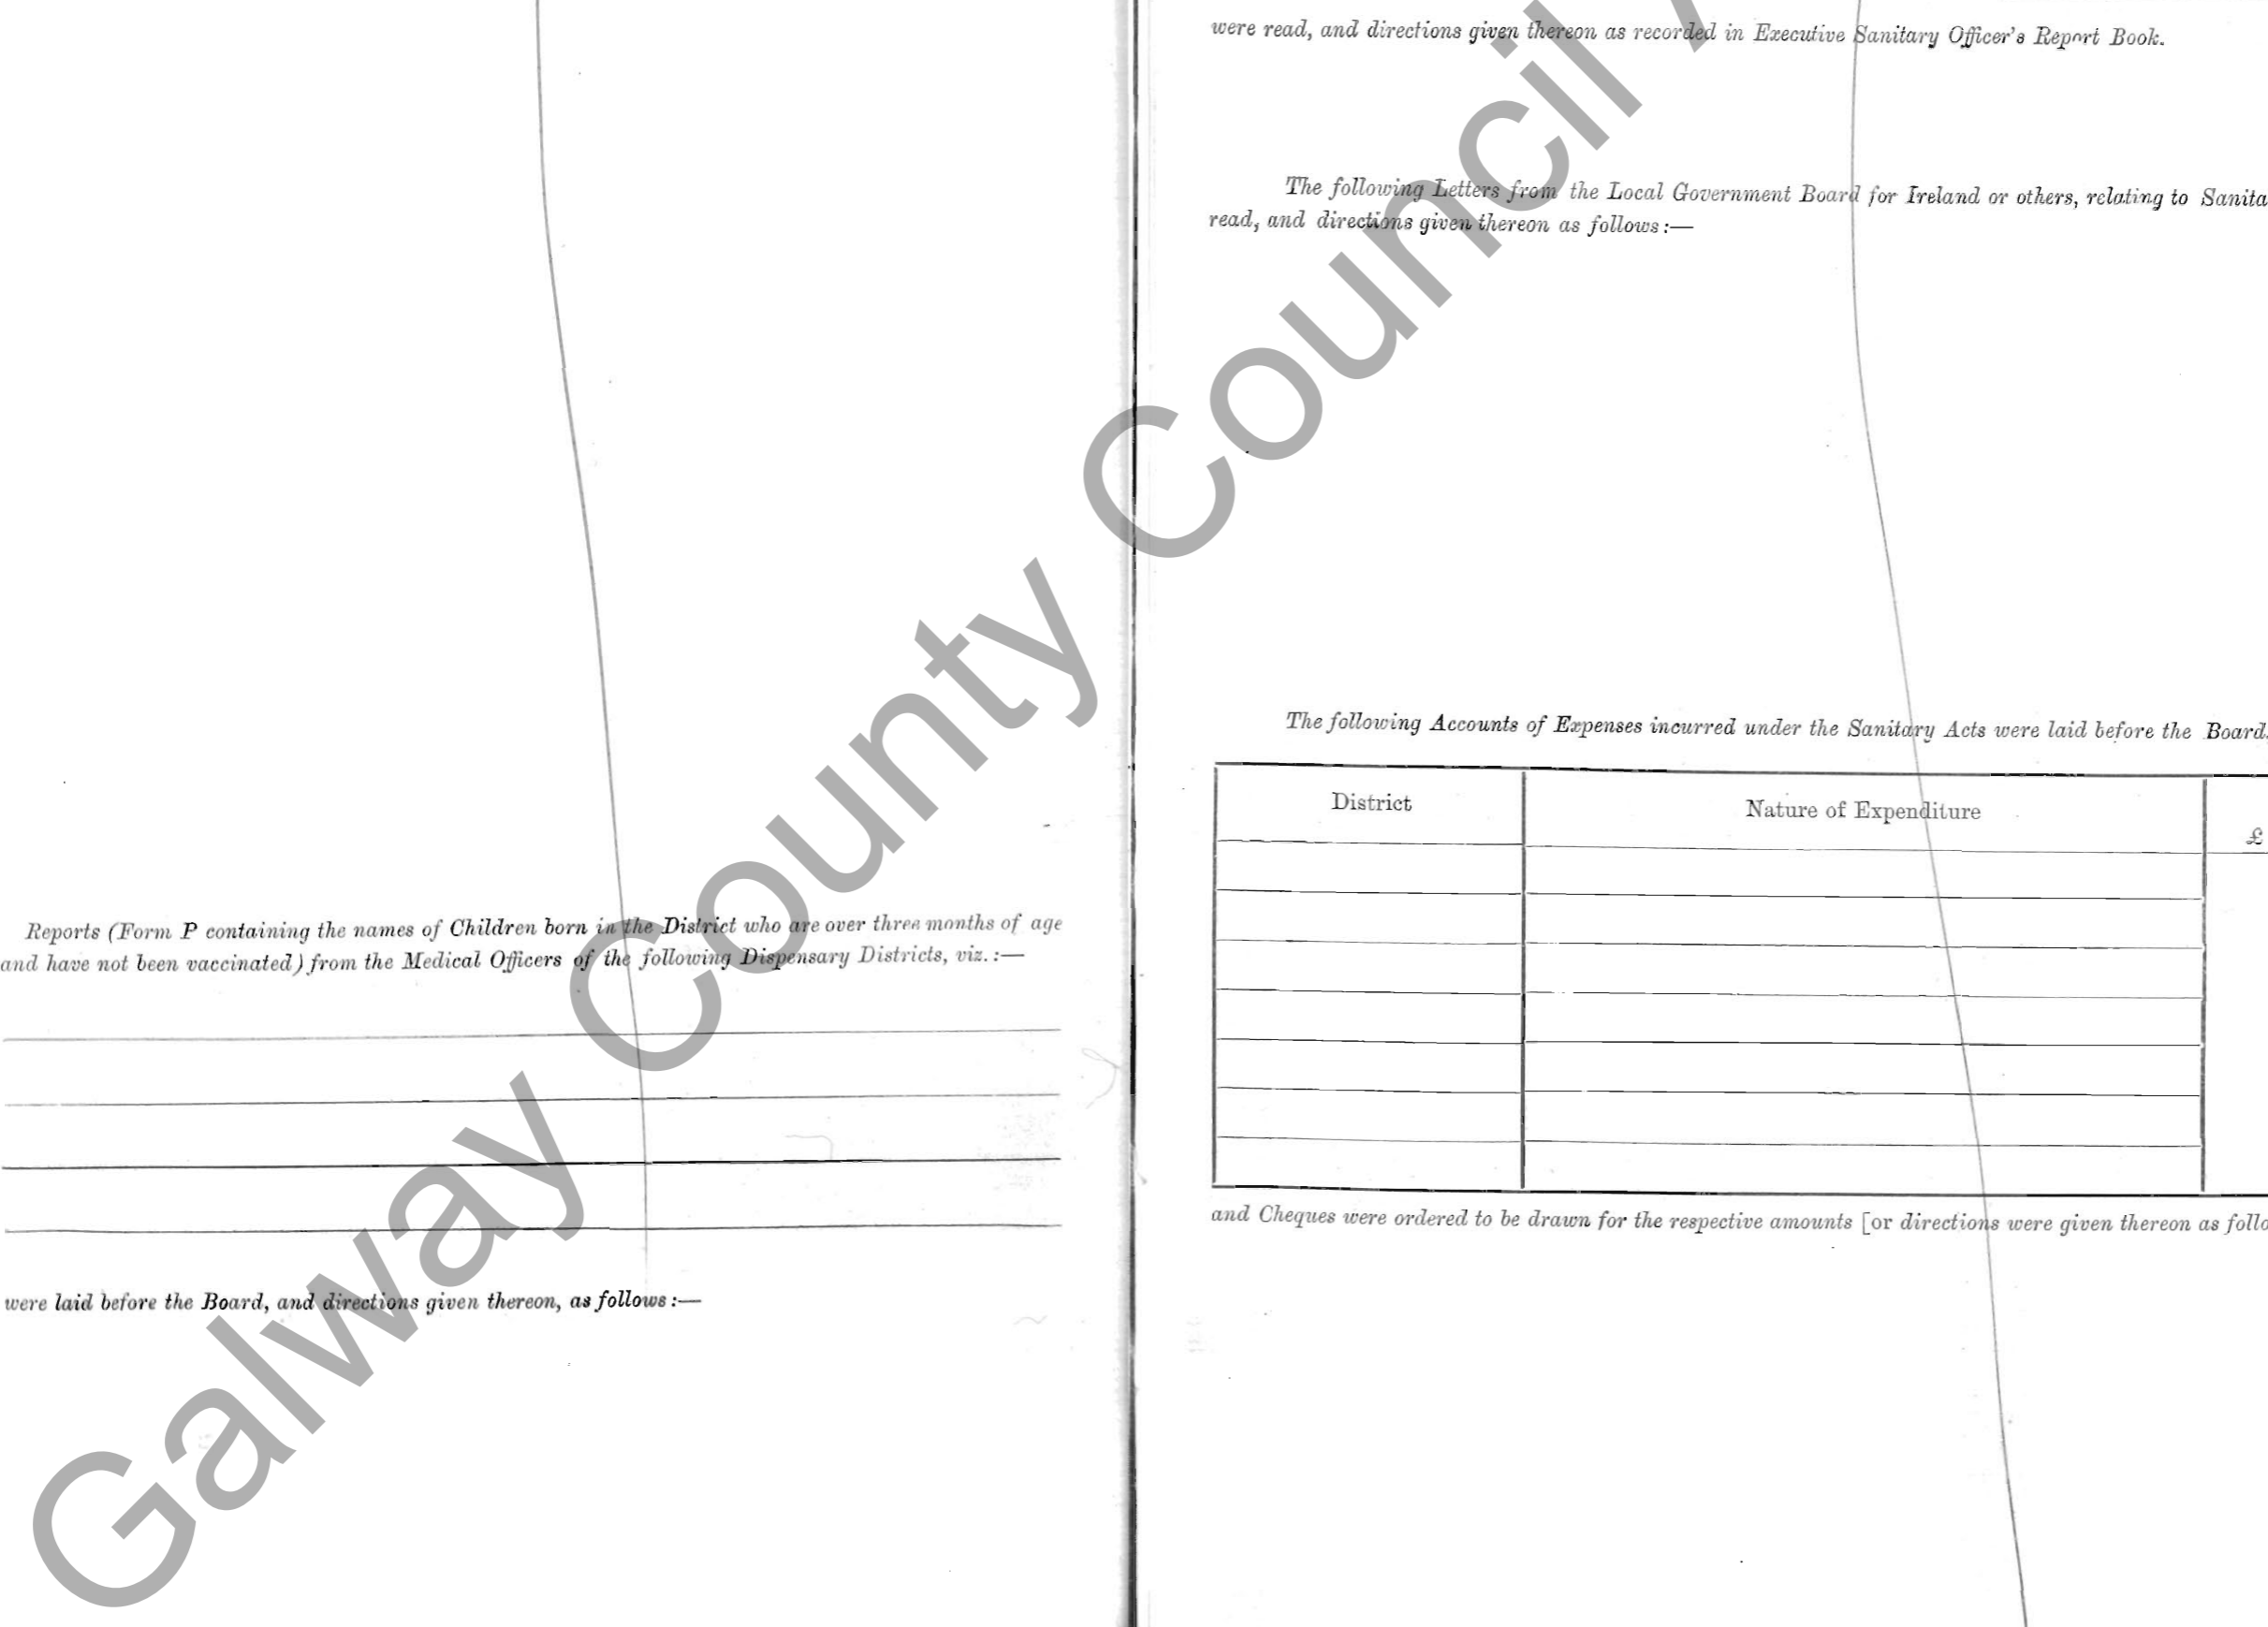 Reports (Form P containing the names of Children born in the District who are over three months of age
and have not been vaccinated) from the Medical Officers of the following Dispensary Districts, viz.:—
were laid before the Board, and directions given thereon, as follows:—
were read, and directions given thereon as recorded in Executive Sanitary Officer's Report Book.
The following Letters from the Local Government Board for Ireland or others, relating to Sanita
read, and directions given thereon as follows:—
The following Accounts of Expenses incurred under the Sanitary Acts were laid before the Board,
District
Nature of Expenditure
£
and Cheques were ordered to be drawn for the respective amounts [or directions were given thereon as follo
Galway County Council